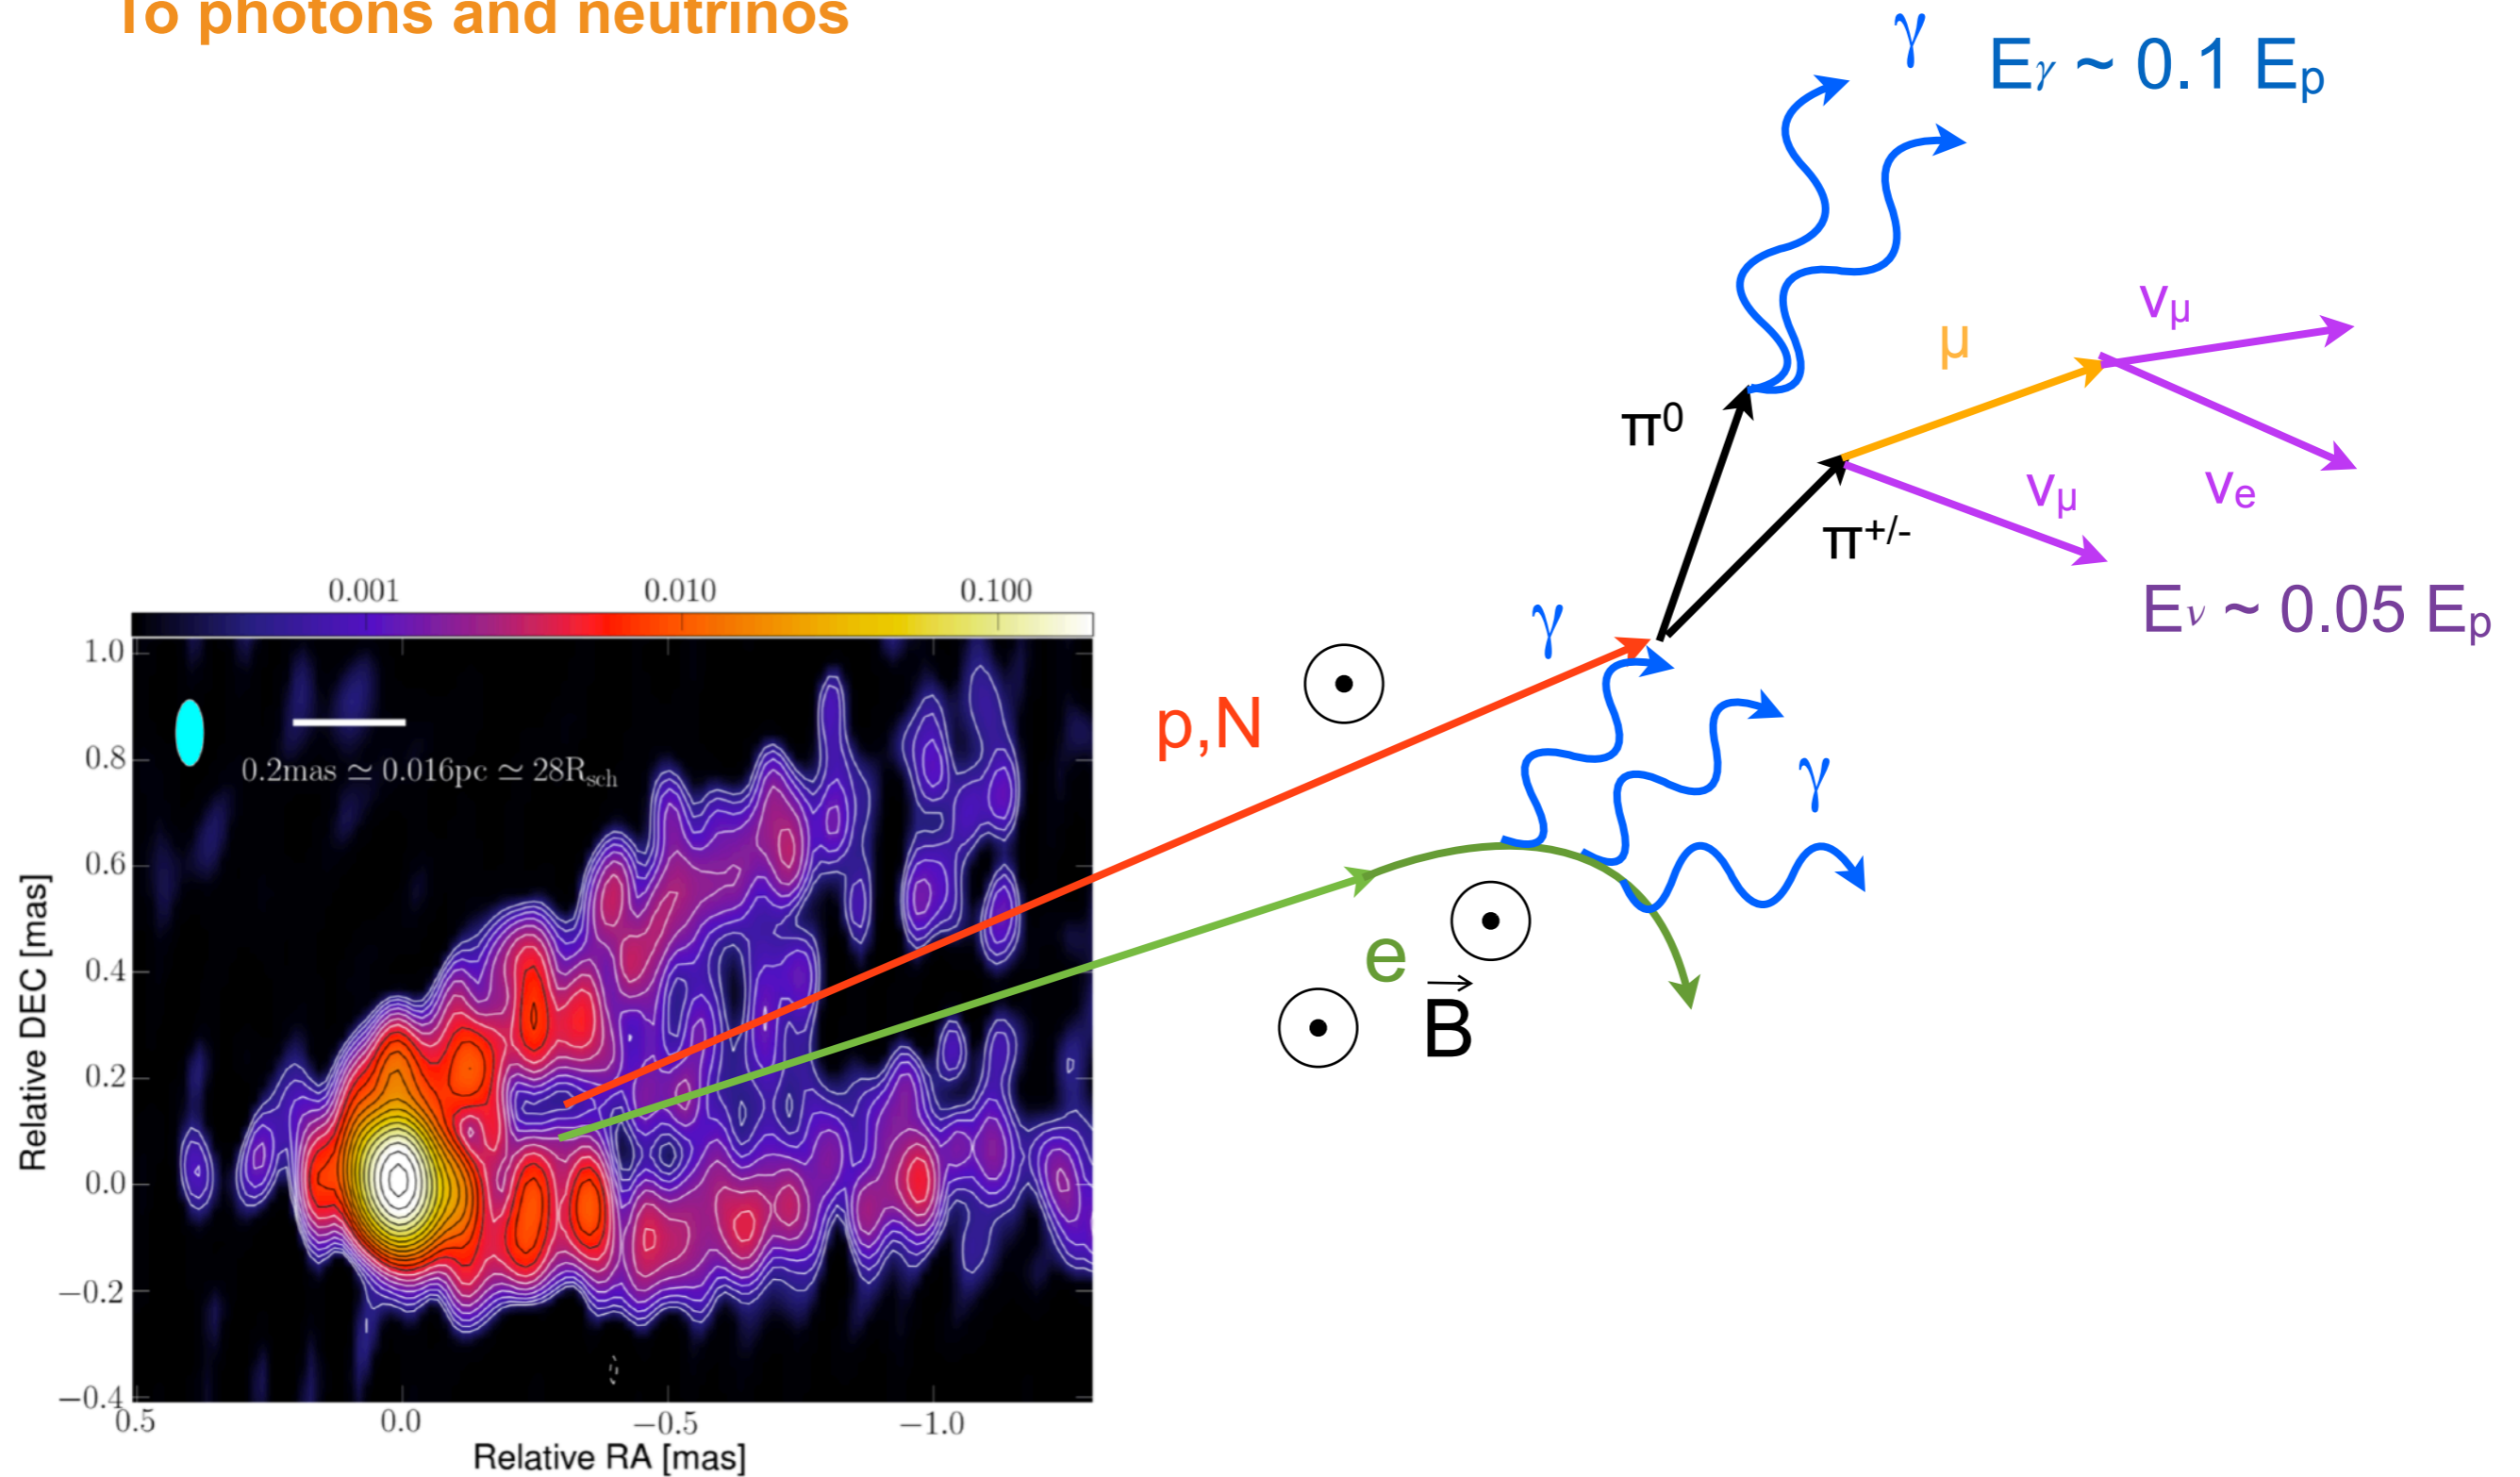 To photons and neutrinos
γ
Eγ ~ 0.1 Ep
νμ
μ
π⁰
νμ
νe
π+/-
Eν ~ 0.05 Ep
0.001 0.010 0.100
γ
p,N
γ
e
B
1.0
0.8
0.6
0.4
0.2
0.0
−0.2
−0.4
0.2mas ≃ 0.016pc ≃ 28Rsch
Relative DEC [mas]
0.5 0.0 −0.5 −1.0
Relative RA [mas]